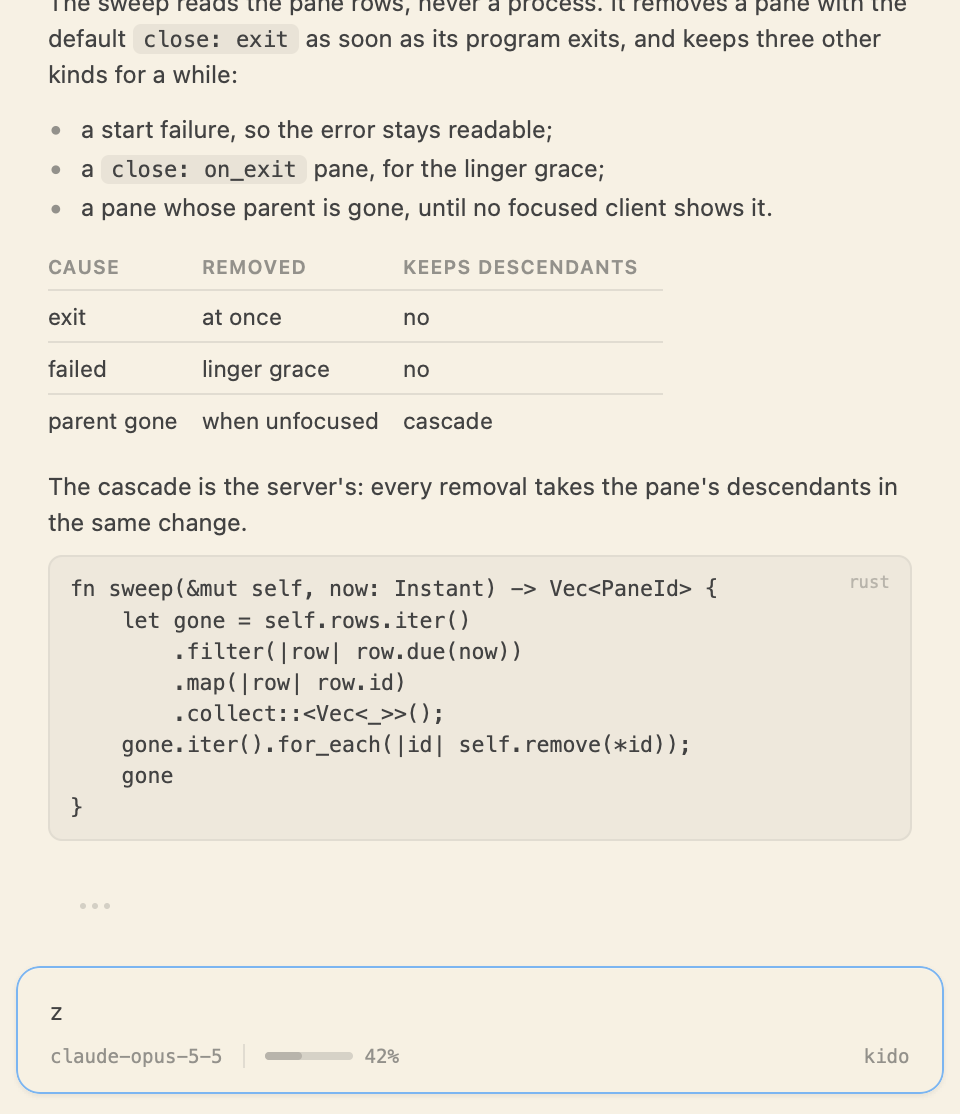 The sweep reads the pane rows, never a process. It removes a pane with the
default close: exit as soon as its program exits, and keeps three other
kinds for a while:
• a start failure, so the error stays readable;
• a close: on_exit pane, for the linger grace;
• a pane whose parent is gone, until no focused client shows it.
CAUSE REMOVED KEEPS DESCENDANTS
exit at once no
failed linger grace no
parent gone when unfocused cascade
The cascade is the server's: every removal takes the pane's descendants in
the same change.
rust
fn sweep(&mut self, now: Instant) -> Vec<PaneId> {
    let gone = self.rows.iter()
        .filter(|row| row.due(now))
        .map(|row| row.id)
        .collect::<Vec<_>>();
    gone.iter().for_each(|id| self.remove(*id));
    gone
}
z
claude-opus-5-5 42% kido